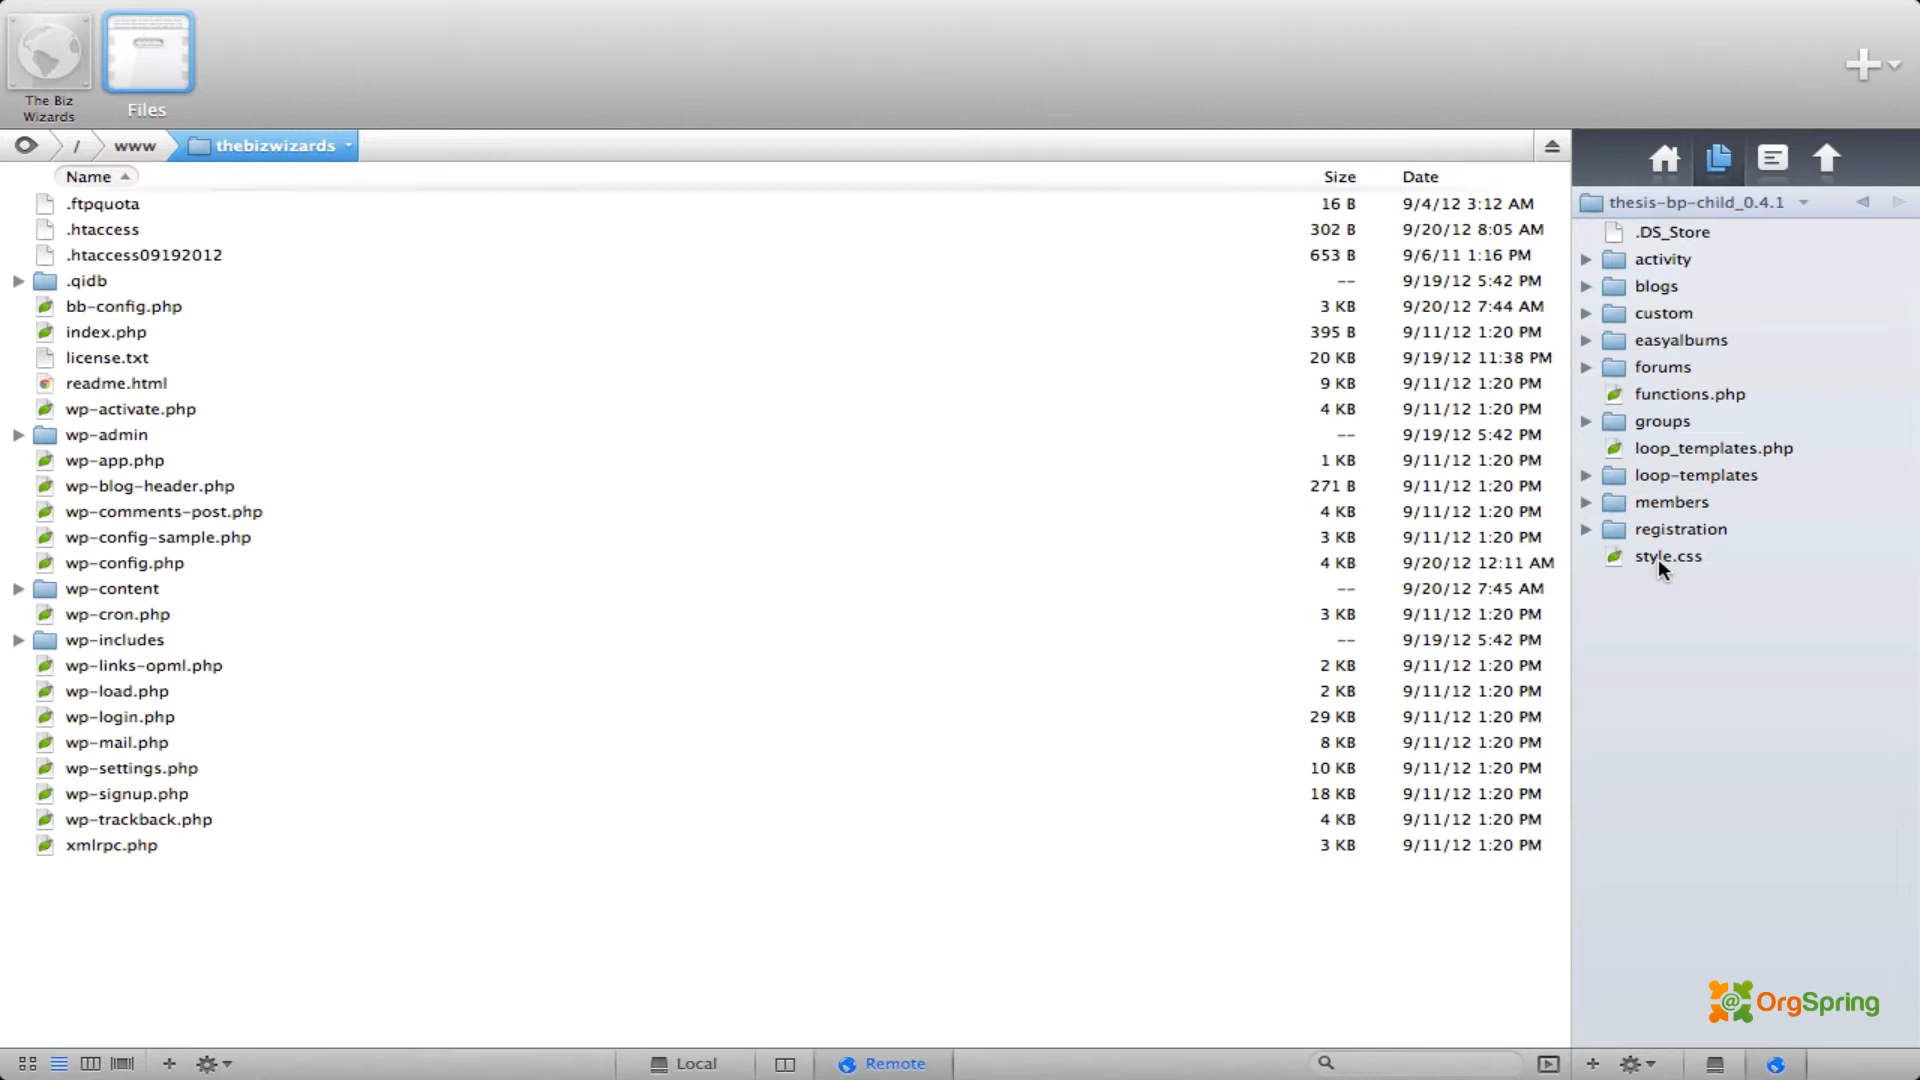 The Biz
Wizards
Files
/ www thebizwizards
Name Size Date
.ftpquota 16 B 9/4/12 3:12 AM
.htaccess 302 B 9/20/12 8:05 AM
.htaccess09192012 653 B 9/6/11 1:16 PM
.qidb -- 9/19/12 5:42 PM
bb-config.php 3 KB 9/20/12 7:44 AM
index.php 395 B 9/11/12 1:20 PM
license.txt 20 KB 9/19/12 11:38 PM
readme.html 9 KB 9/11/12 1:20 PM
wp-activate.php 4 KB 9/11/12 1:20 PM
wp-admin -- 9/19/12 5:42 PM
wp-app.php 1 KB 9/11/12 1:20 PM
wp-blog-header.php 271 B 9/11/12 1:20 PM
wp-comments-post.php 4 KB 9/11/12 1:20 PM
wp-config-sample.php 3 KB 9/11/12 1:20 PM
wp-config.php 4 KB 9/20/12 12:11 AM
wp-content -- 9/20/12 7:45 AM
wp-cron.php 3 KB 9/11/12 1:20 PM
wp-includes -- 9/19/12 5:42 PM
wp-links-opml.php 2 KB 9/11/12 1:20 PM
wp-load.php 2 KB 9/11/12 1:20 PM
wp-login.php 29 KB 9/11/12 1:20 PM
wp-mail.php 8 KB 9/11/12 1:20 PM
wp-settings.php 10 KB 9/11/12 1:20 PM
wp-signup.php 18 KB 9/11/12 1:20 PM
wp-trackback.php 4 KB 9/11/12 1:20 PM
xmlrpc.php 3 KB 9/11/12 1:20 PM
thesis-bp-child_0.4.1
.DS_Store
activity
blogs
custom
easyalbums
forums
functions.php
groups
loop_templates.php
loop-templates
members
registration
style.css
@ OrgSpring
Local Remote